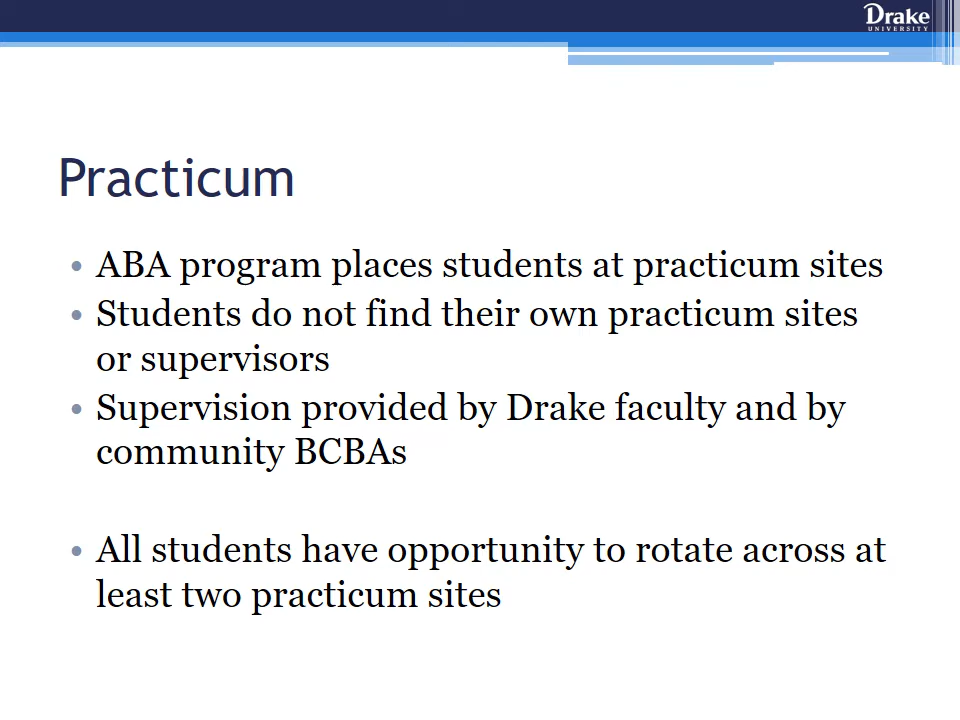 Drake
UNIVERSITY
Practicum
• ABA program places students at practicum sites
• Students do not find their own practicum sites
or supervisors
• Supervision provided by Drake faculty and by
community BCBAs
• All students have opportunity to rotate across at
least two practicum sites